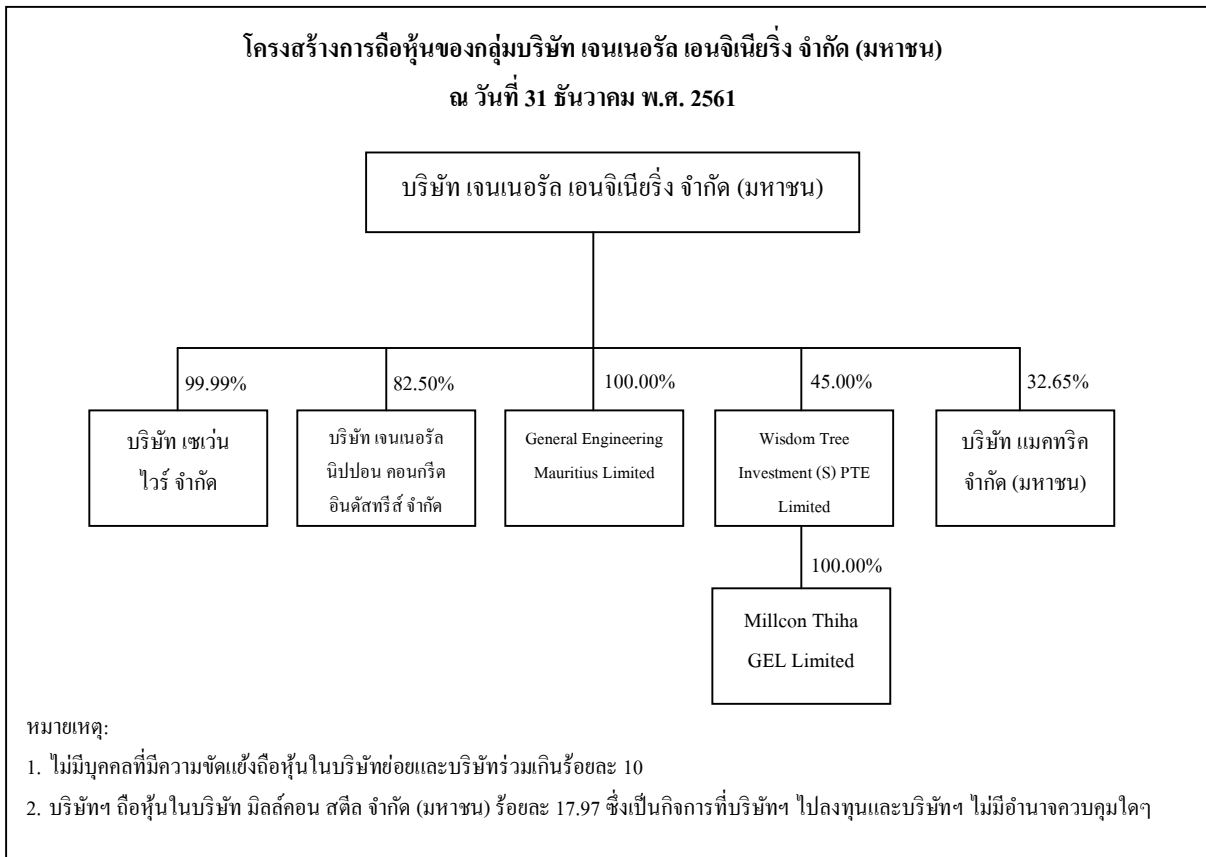 โครงสร้างการถือหุ้นของกลุ่มบริษัท เจนเนอรัล เอนจิเนียริ่ง จำกัด (มหาชน)
ณ วันที่ 31 ธันวาคม พ.ศ. 2561
บริษัท เจนเนอรัล เอนจิเนียริ่ง จำกัด (มหาชน)
99.99%
82.50%
100.00%
45.00%
32.65%
บริษัท เซเว่น
ไวร์ จำกัด
บริษัท เจนเนอรัล
นิปปอน คอนกรีต
อินดัสทรีส์ จำกัด
General Engineering
Mauritius Limited
Wisdom Tree
Investment (S) PTE
Limited
บริษัท แมคทริค
จำกัด (มหาชน)
100.00%
Millcon Thiha
GEL Limited
หมายเหตุ:
1. ไม่มีบุคคลที่มีความขัดแย้งถือหุ้นในบริษัทย่อยและบริษัทร่วมเกินร้อยละ 10
2. บริษัทฯ ถือหุ้นในบริษัท มิลล์คอน สตีล จำกัด (มหาชน) ร้อยละ 17.97 ซึ่งเป็นกิจการที่บริษัทฯ ไปลงทุนและบริษัทฯ ไม่มีอำนาจควบคุมใดๆ